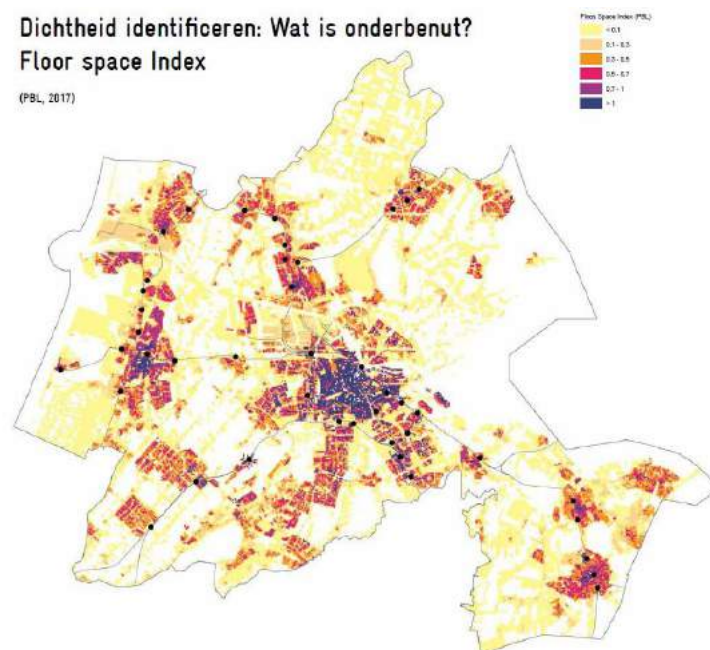 Dichtheid identificeren: Wat is onderbenut?
Floor space Index
(PBL, 2017)
Floor Space Index (PBL)
< 0.1
0.1 - 0.3
0.3 - 0.5
0.5 - 0.7
0.7 - 1
> 1